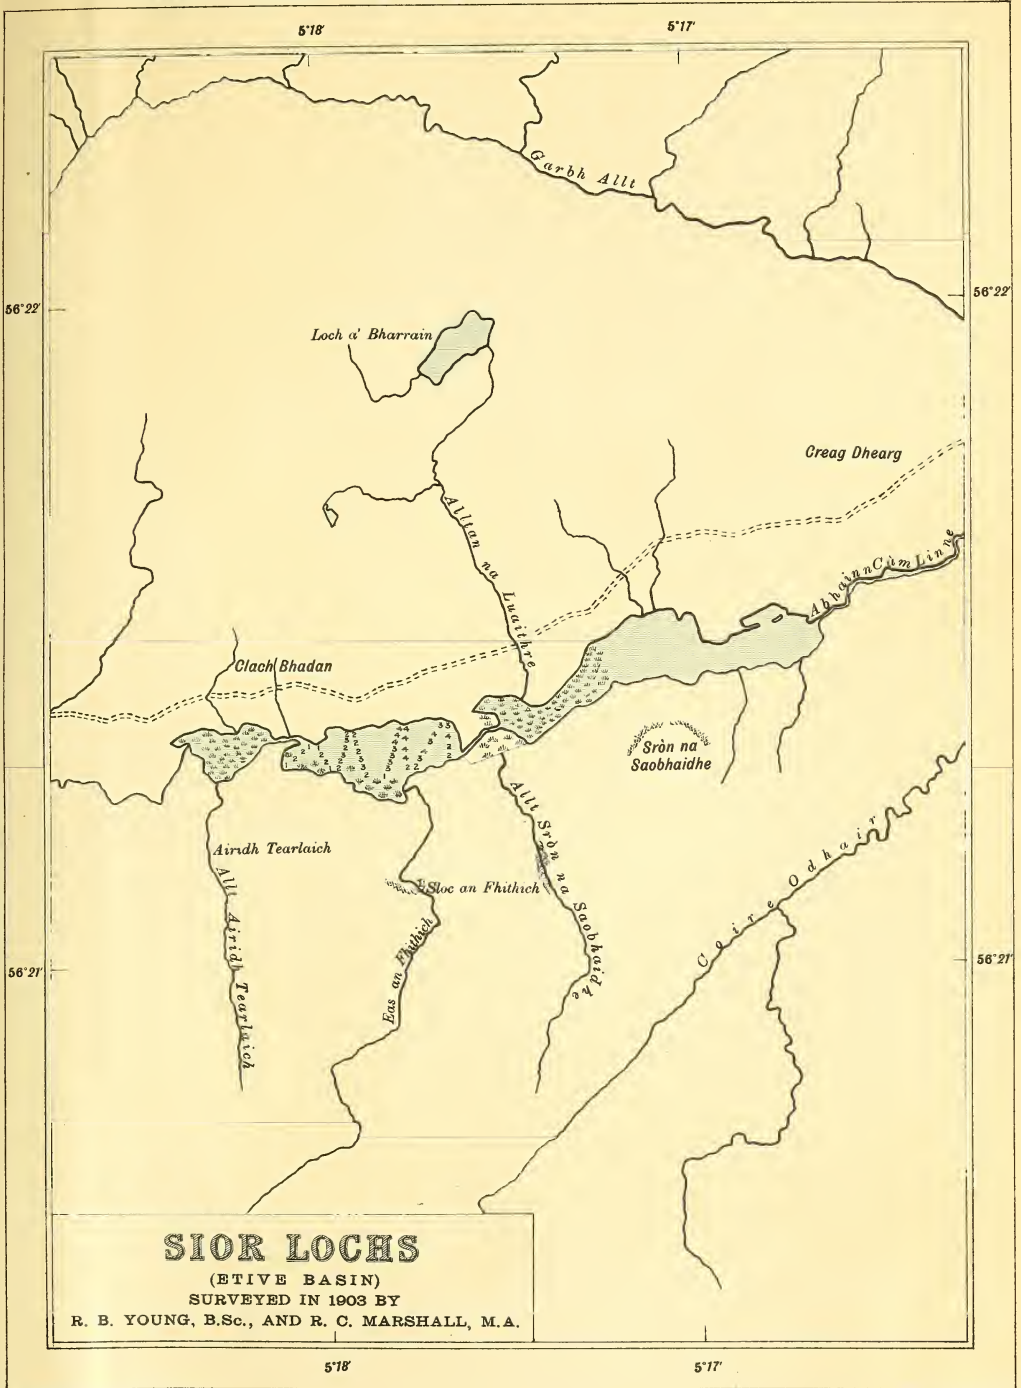 5°18′ 5°17′
Garbh Allt
56°22′ 56°22′
Loch a' Bharrain
Creag Dhearg
Alltan na Luaithre
Abhainn Cùm Linne
Clach Bhadan
Sròn na
Saobhaidhe
Airidh Tearlaich
Allt Sròn na Saobhaidhe
Sloc an Fhithich
Coire Odhair
Allt Airidh Tearlaich
Eas an Fhithich
56°21′ 56°21′
SIOR LOCHS
(ETIVE BASIN)
SURVEYED IN 1903 BY
R. B. YOUNG, B.Sc., AND R. C. MARSHALL, M.A.
5°18′ 5°17′